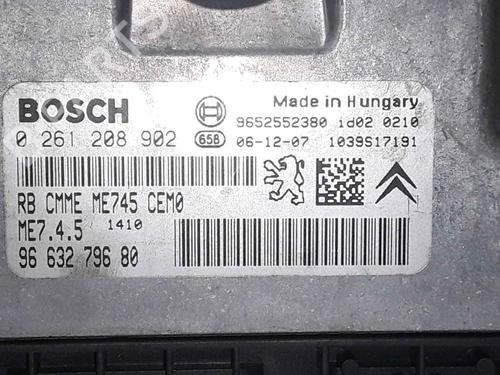 BOSCH
Made in Hungary
9652552380 1d02 0210
0 261 208 902 658 06-12-07 1039S17191
RB CMME ME745 CEM0
ME7.4.5 1410
96 632 796 80